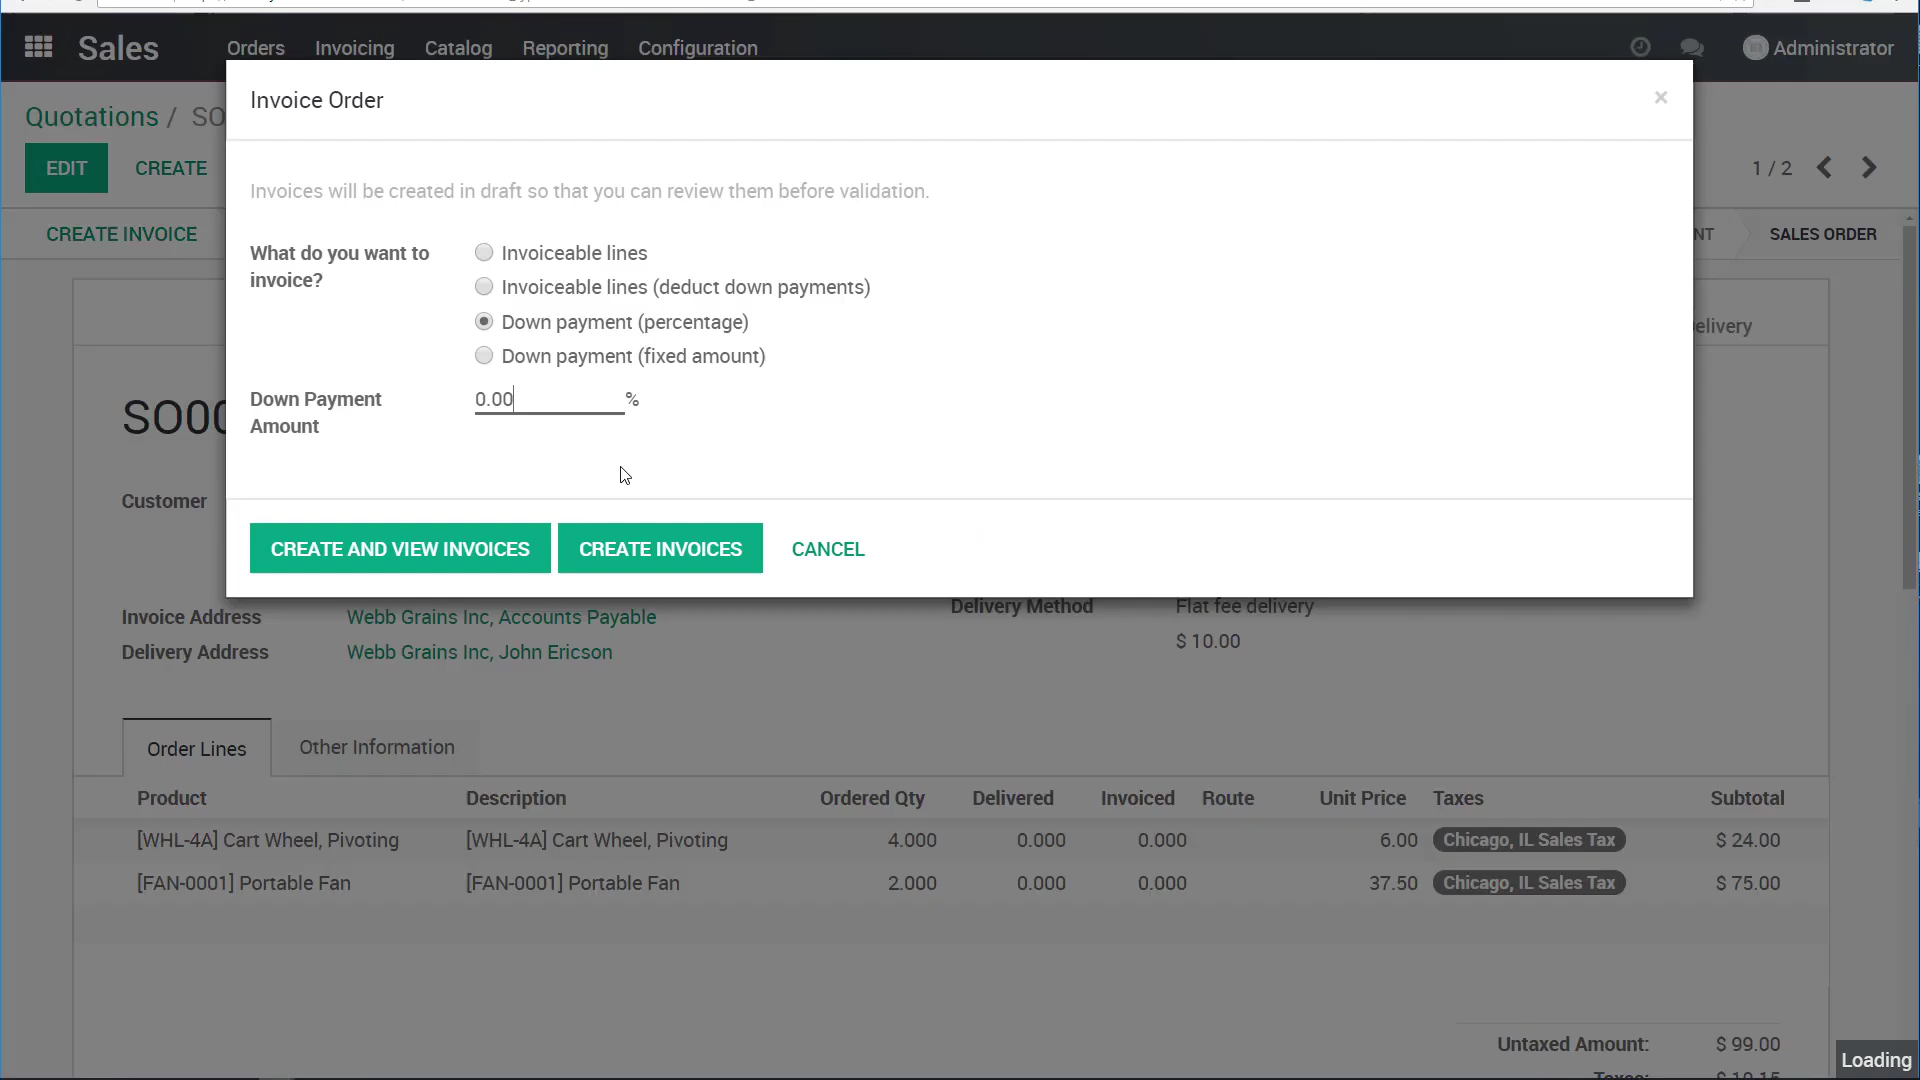 Sales Orders Invoicing Catalog Reporting Configuration Administrator
Invoice Order ×
Quotations / SO
EDIT CREATE 1 / 2
Invoices will be created in draft so that you can review them before validation.
CREATE INVOICE NT SALES ORDER
What do you want to Invoiceable lines
invoice?
Invoiceable lines (deduct down payments)
Down payment (percentage)
elivery
Down payment (fixed amount)
Down Payment 0.00 %
Amount
SO00
Customer
CREATE AND VIEW INVOICES CREATE INVOICES CANCEL
Invoice Address Webb Grains Inc, Accounts Payable Delivery Method Flat fee delivery
$ 10.00
Delivery Address Webb Grains Inc, John Ericson
Order Lines Other Information
Product Description Ordered Qty Delivered Invoiced Route Unit Price Taxes Subtotal
[WHL-4A] Cart Wheel, Pivoting [WHL-4A] Cart Wheel, Pivoting 4.000 0.000 0.000 6.00 Chicago, IL Sales Tax $ 24.00
[FAN-0001] Portable Fan [FAN-0001] Portable Fan 2.000 0.000 0.000 37.50 Chicago, IL Sales Tax $ 75.00
Untaxed Amount: $ 99.00
Loading